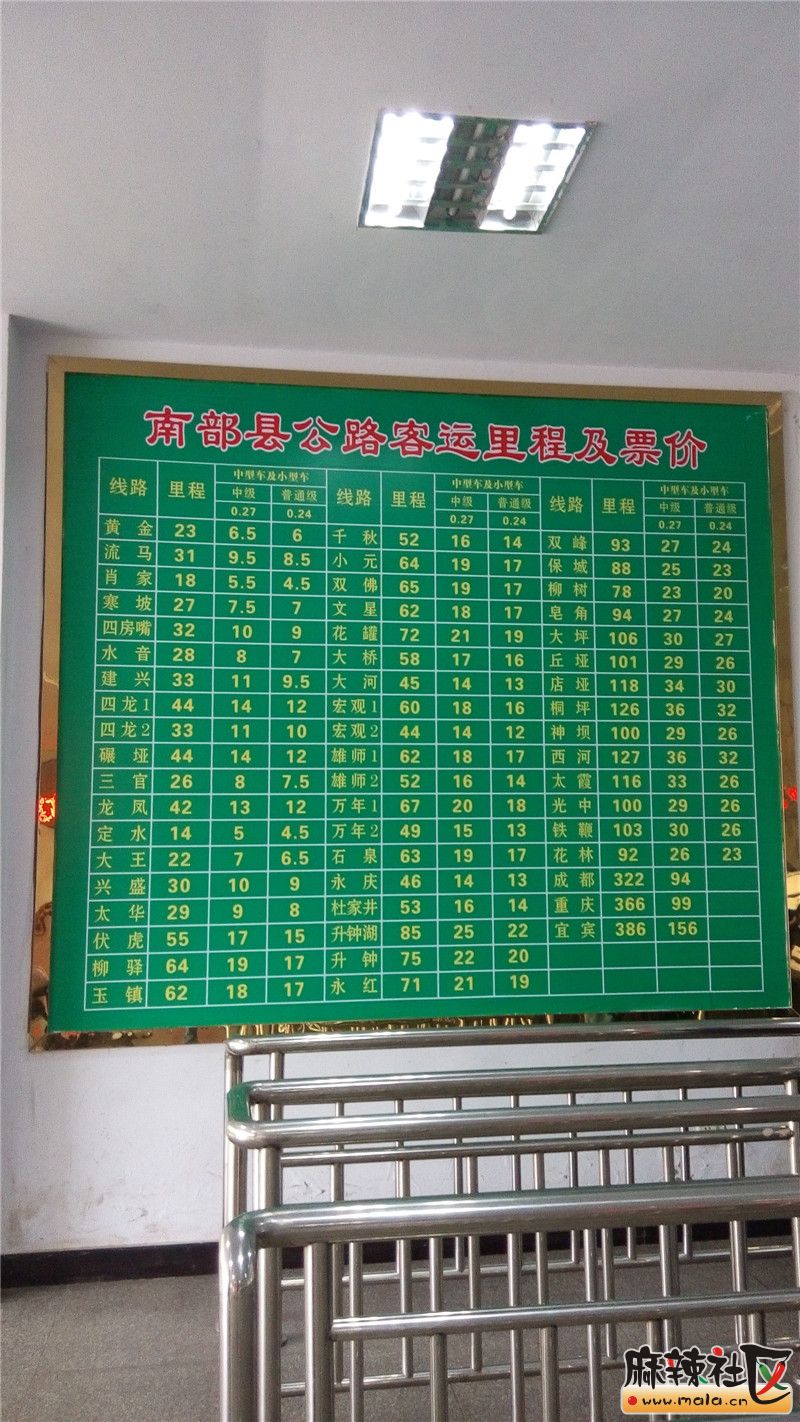 南部县公路客运里程及票价
线路 里程 中型车及小型车 线路 里程 中型车及小型车 线路 里程 中型车及小型车
中级 普通级 中级 普通级 中级 普通级
0.27 0.24 0.27 0.24 0.27 0.24
黄金 23 6.5 6 千秋 52 16 14 双峰 93 27 24
流马 31 9.5 8.5 小元 64 19 17 保城 88 25 23
肖家 18 5.5 4.5 双佛 65 19 17 柳树 78 23 20
寒坡 27 7.5 7 文星 62 18 17 皂角 94 27 24
四房嘴 32 10 9 花罐 72 21 19 大坪 106 30 27
水音 28 8 7 大桥 58 17 16 丘垭 101 29 26
建兴 33 11 9.5 大河 45 14 13 店垭 118 34 30
四龙1 44 14 12 宏观1 60 18 16 桐坪 126 36 32
四龙2 33 11 10 宏观2 44 14 12 神坝 100 29 26
碾垭 44 14 12 雄师1 62 18 17 西河 127 36 32
三官 26 8 7.5 雄师2 52 16 14 太霞 116 33 26
龙凤 42 13 12 万年1 67 20 18 光中 100 29 26
定水 14 5 4.5 万年2 49 15 13 铁鞭 103 30 26
大王 22 7 6.5 石泉 63 19 17 花林 92 26 23
兴盛 30 10 9 永庆 46 14 13 成都 322 94
太华 29 9 8 杜家井 53 16 14 重庆 366 99
伏虎 55 17 15 升钟湖 85 25 22 宜宾 386 156
柳驿 64 19 17 升钟 75 22 20
玉镇 62 18 17 永红 71 21 19
麻辣社区
www.mala.cn